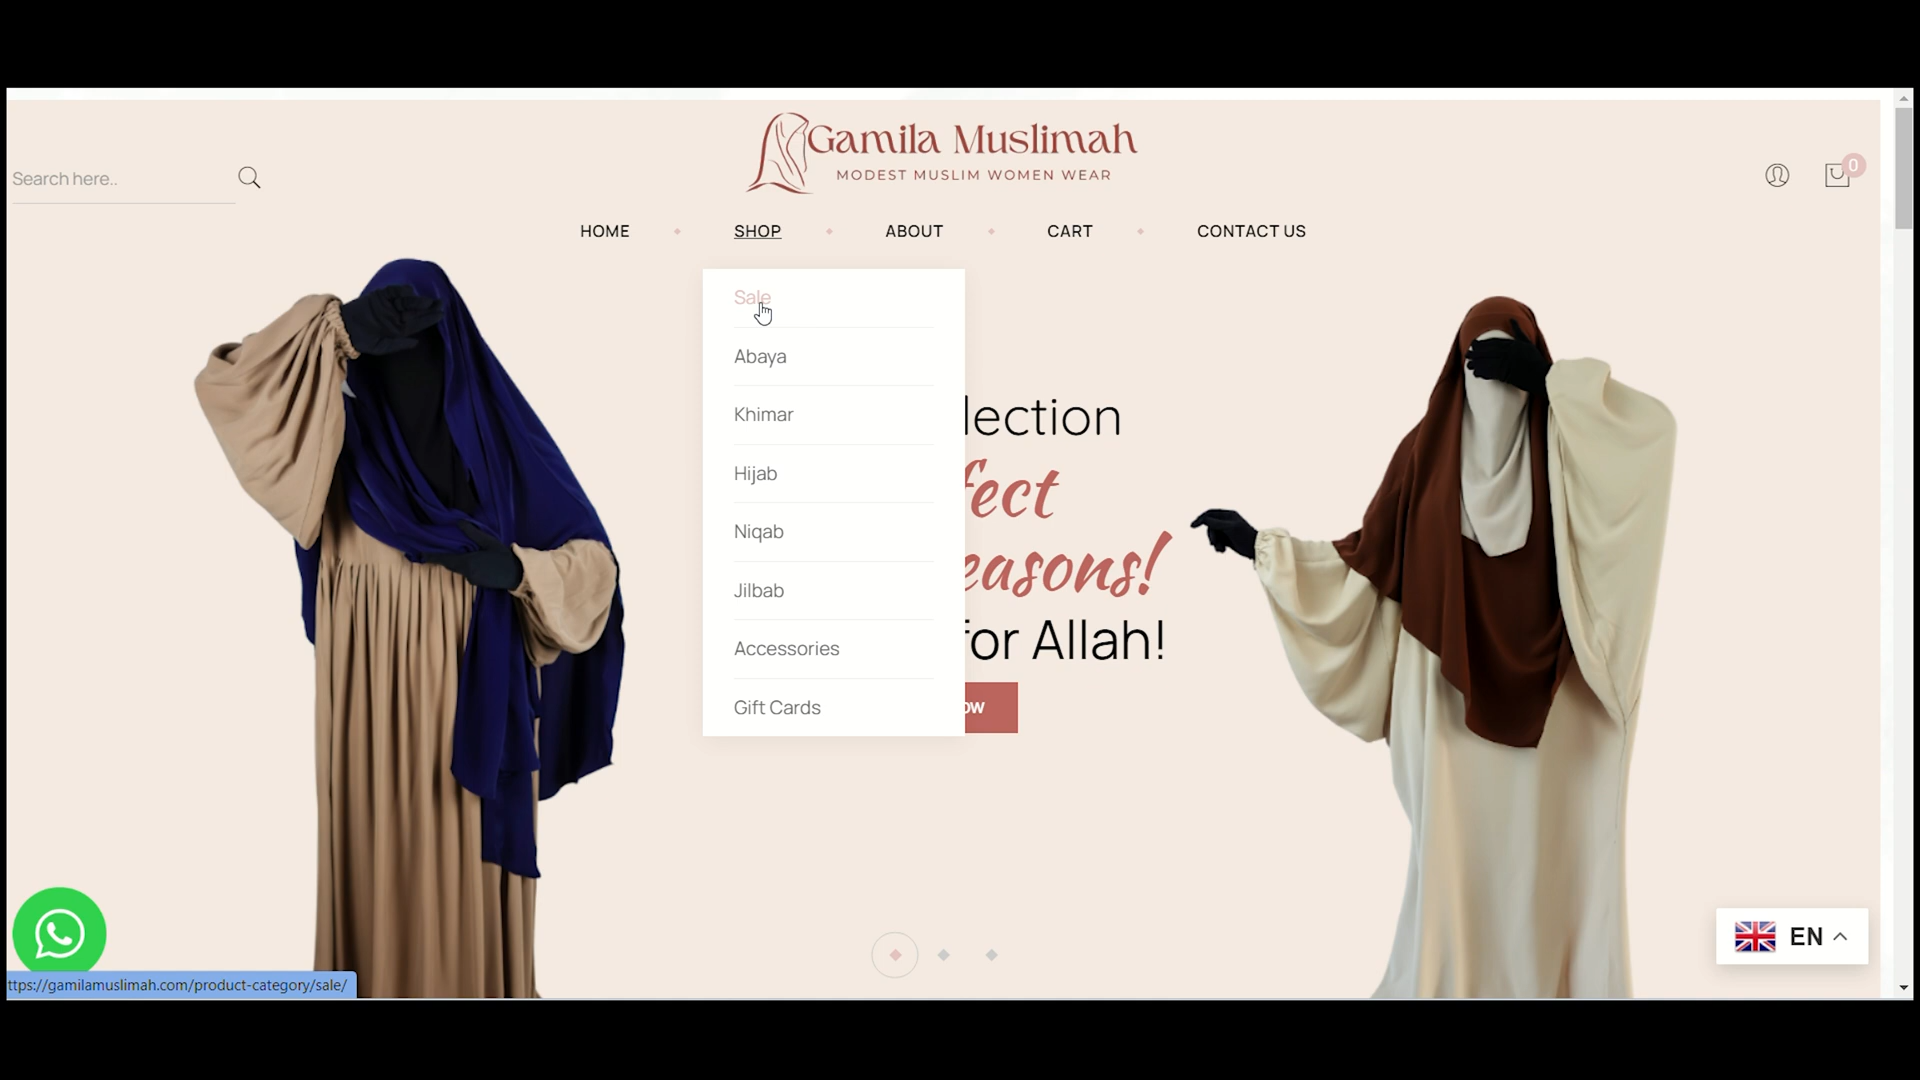 Gamila Muslimah
MODEST MUSLIM WOMEN WEAR
Search here..
0
HOME
SHOP
ABOUT
CART
CONTACT US
Sale
Abaya
Khimar
Hijab
Niqab
Jilbab
Accessories
Gift Cards
lection
fect
easons!
for Allah!
ow
EN
ttps://gamilamuslimah.com/product-category/sale/